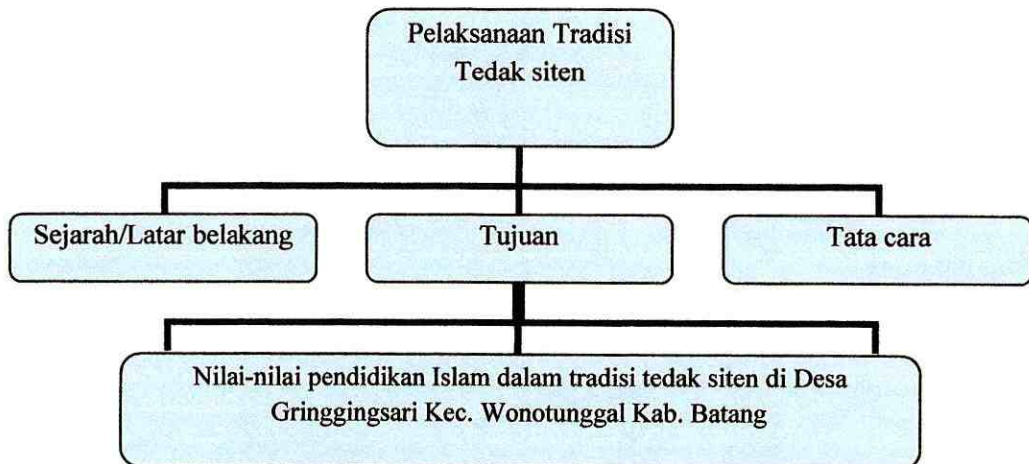 Pelaksanaan Tradisi
Tedak siten
Sejarah/Latar belakang
Tujuan
Tata cara
Nilai-nilai pendidikan Islam dalam tradisi tedak siten di Desa
Gringgingsari Kec. Wonotunggal Kab. Batang